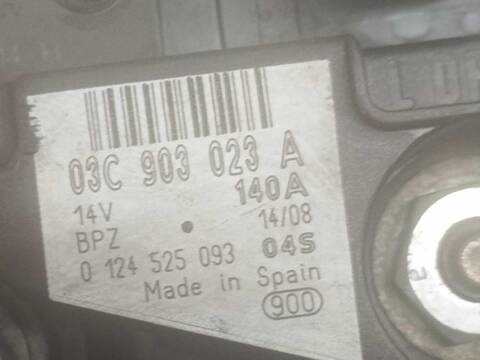 03C 903 023 A
14V 140A
BPZ 14/08
0 124 525 093 04S
Made in Spain
900